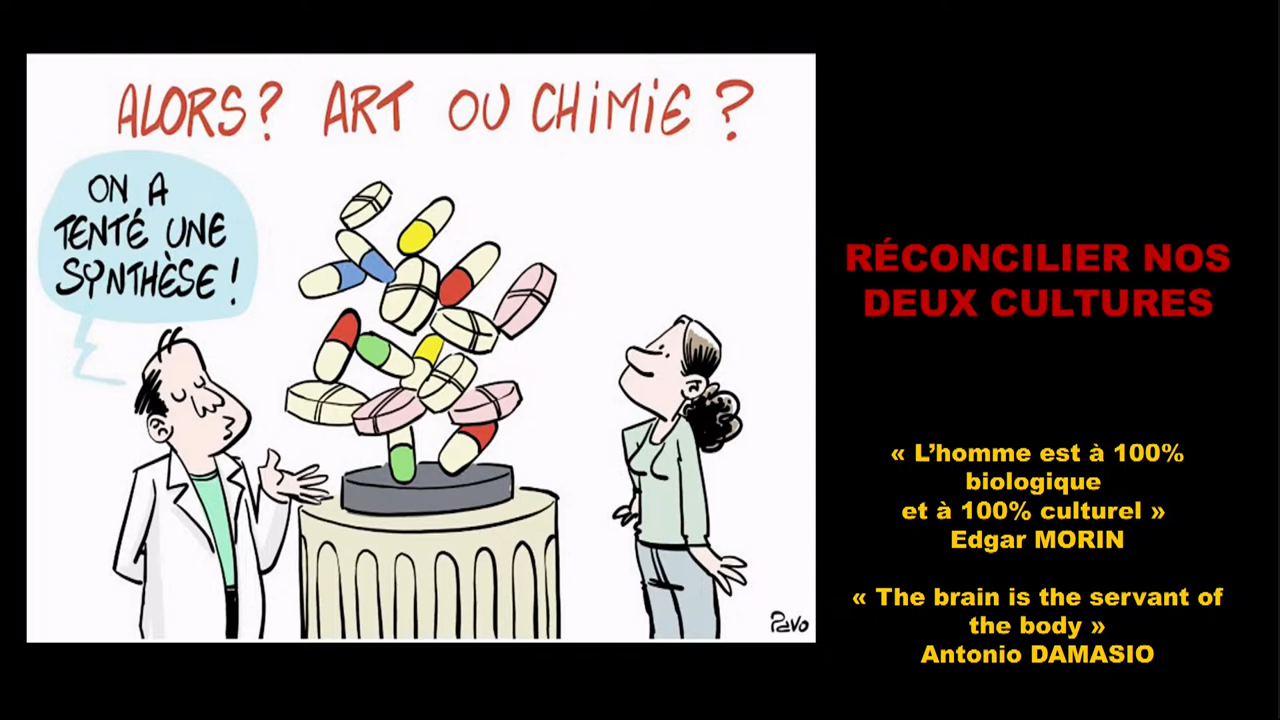 ALORS? ART OU CHIMIE?
ON A
TENTÉ UNE
SYNTHÈSE!
Pavo
RÉCONCILIER NOS
DEUX CULTURES
« L’homme est à 100%
biologique
et à 100% culturel »
Edgar MORIN
« The brain is the servant of
the body »
Antonio DAMASIO